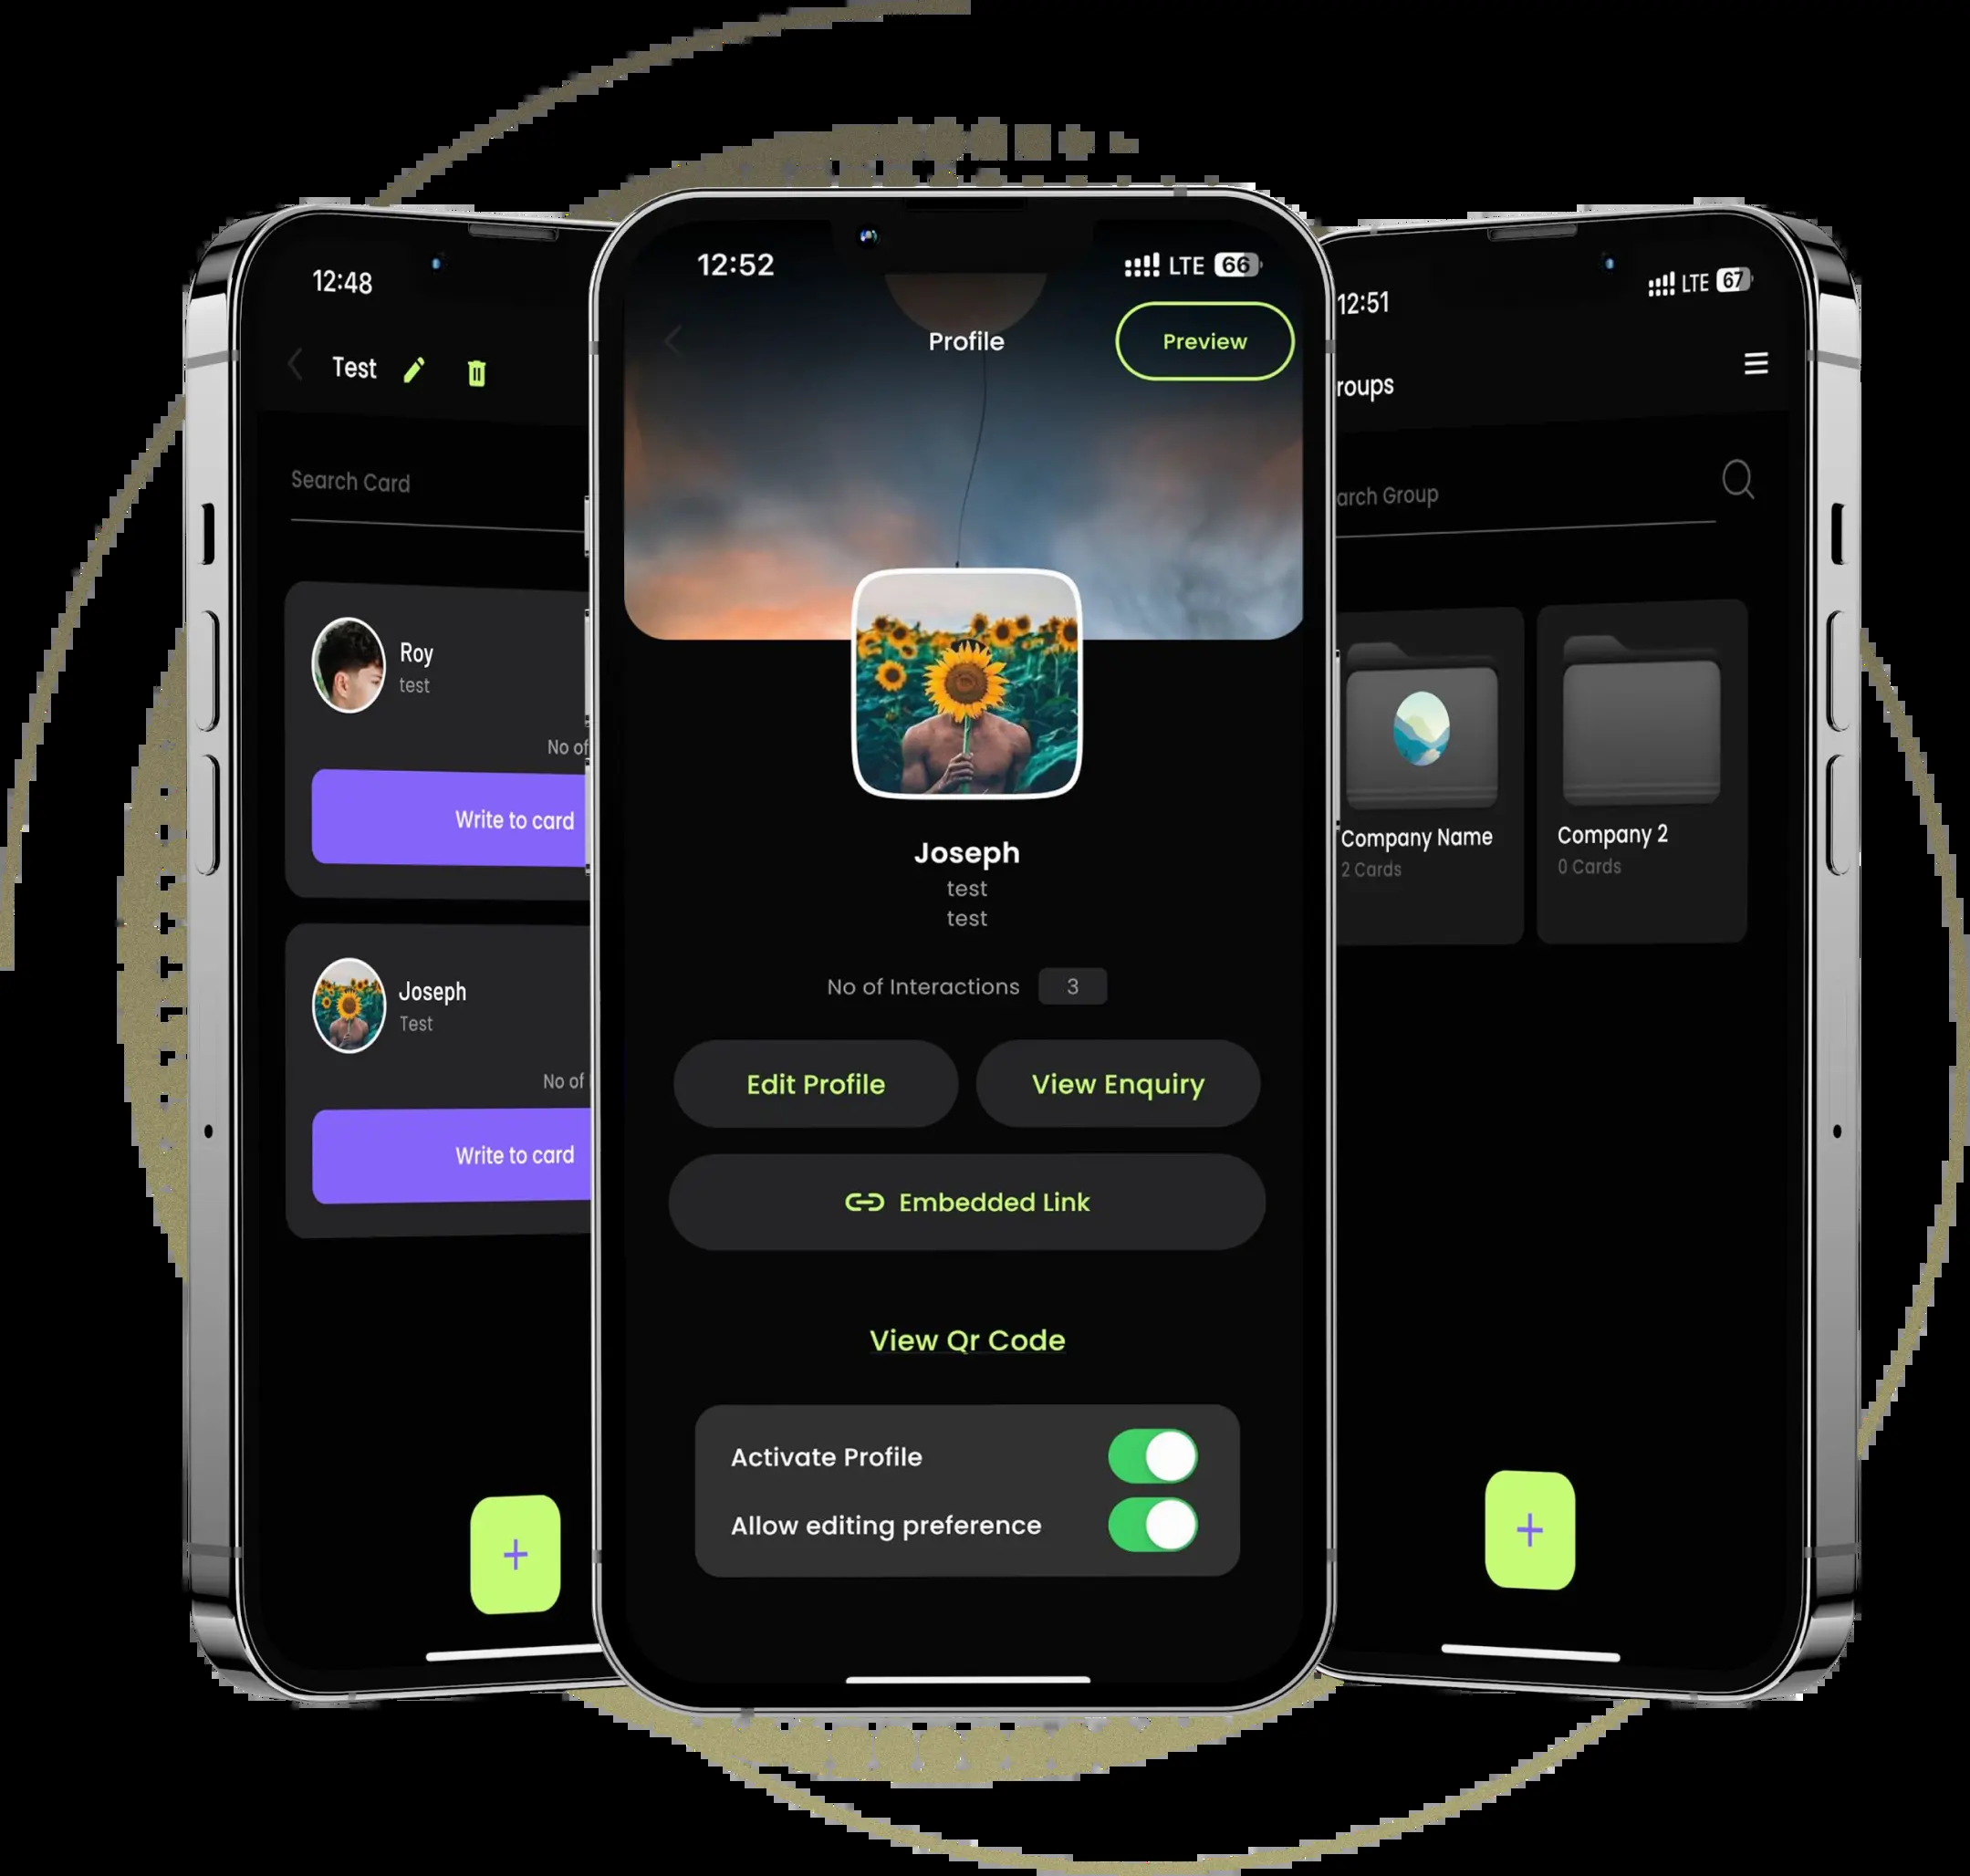 12:48
Test
Search Card
Roy
test
No of
Write to card
Joseph
Test
No of
Write to card
+
12:52
LTE 66
Profile
Preview
Joseph
test
test
No of Interactions 3
Edit Profile
View Enquiry
Embedded Link
View Qr Code
Activate Profile
Allow editing preference
12:51
LTE 67
roups
arch Group
Company Name
2 Cards
Company 2
0 Cards
+